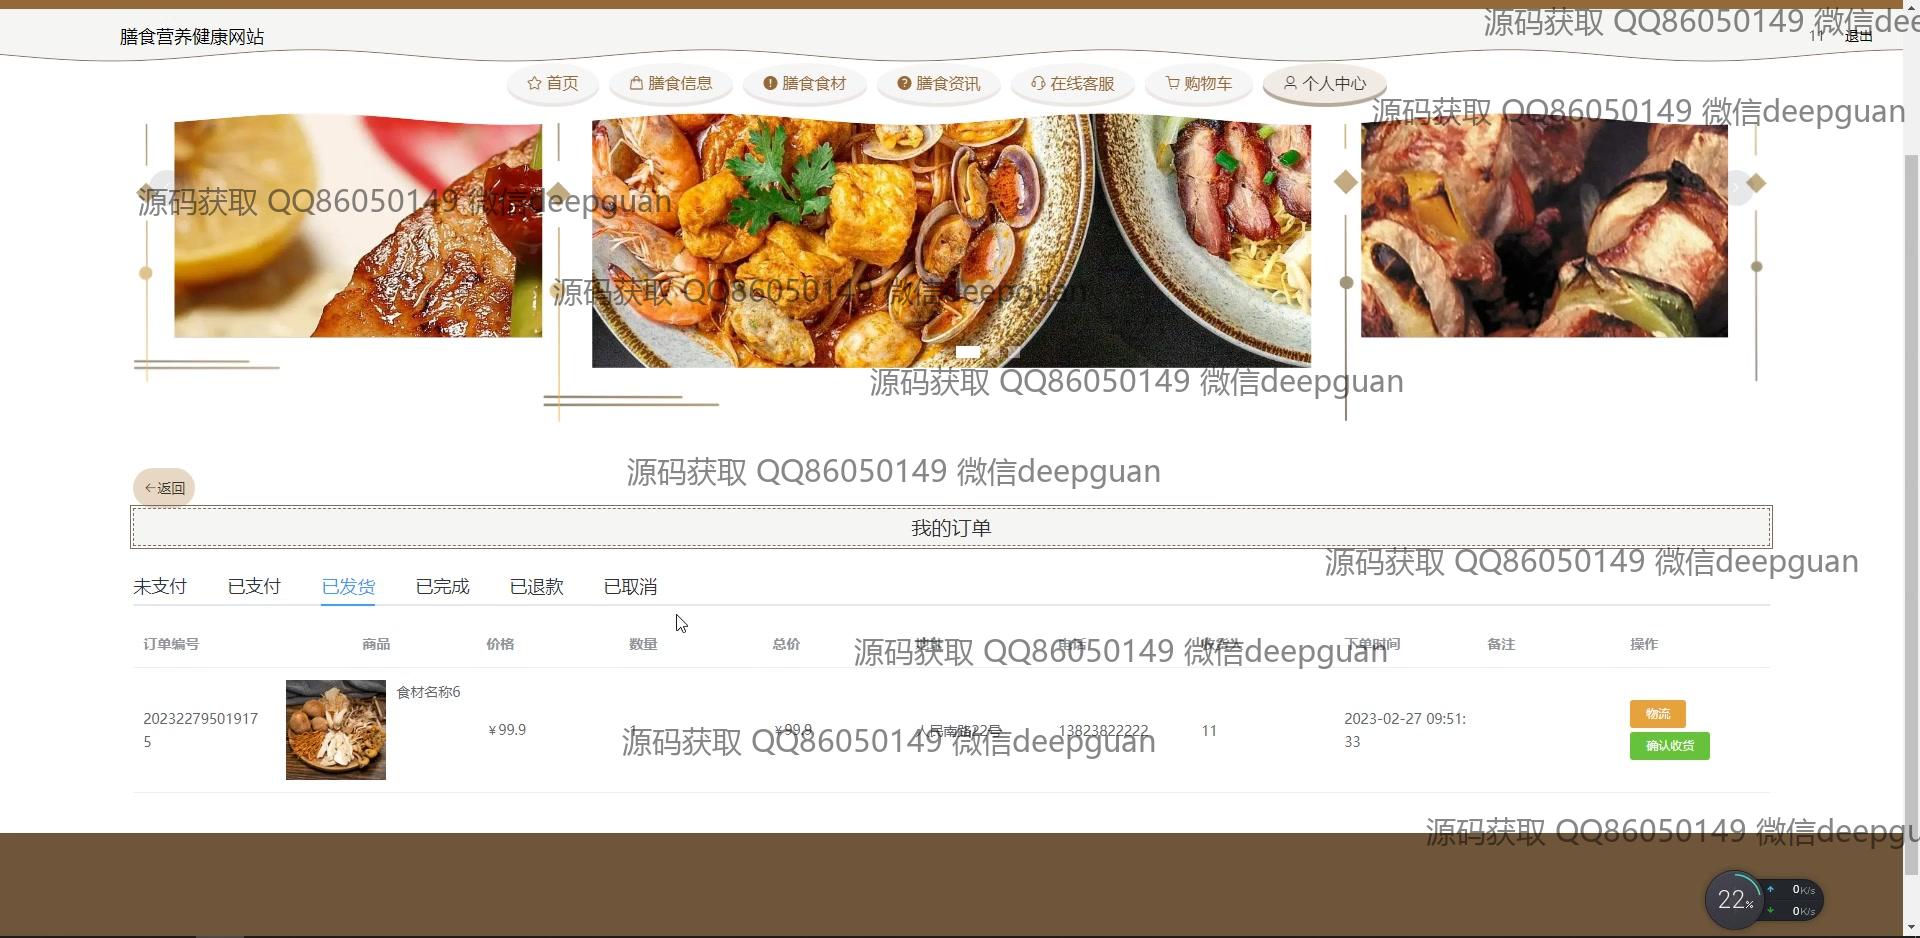 源码获取 QQ86050149 微信dee
膳食营养健康网站
11 退出
首页 膳食信息 膳食食材 膳食资讯 在线客服 购物车 个人中心
源码获取 QQ86050149 微信deepguan
源码获取 QQ86050149 微信deepguan
源码获取 QQ86050149 微信deepguan
源码获取 QQ86050149 微信deepguan
源码获取 QQ86050149 微信deepguan
←返回
我的订单
源码获取 QQ86050149 微信deepguan
未支付 已支付 已发货 已完成 已退款 已取消
订单编号 商品 价格 数量 总价 地址 电话 收货人 下单时间 备注 操作
源码获取 QQ86050149 微信deepguan
食材名称6
20232279501917
5
￥99.9 1 ￥99.9 人民南路22号 13823822222 11
2023-02-27 09:51:
33
物流
确认收货
源码获取 QQ86050149 微信deepguan
源码获取 QQ86050149 微信deepgu
22%
0K/s
0K/s